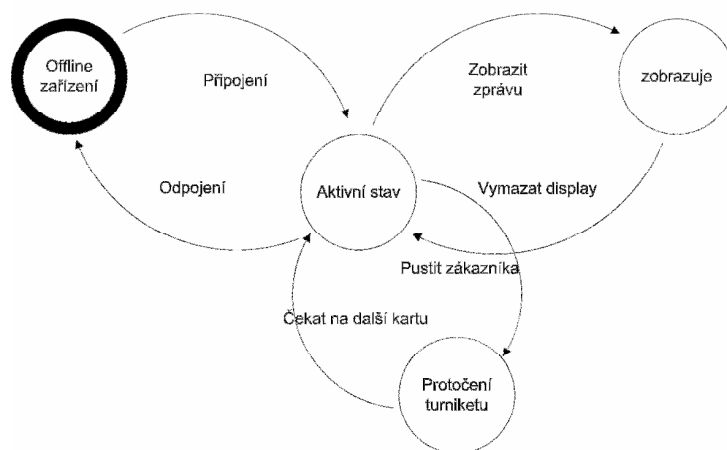 Offline
zařízení
Připojení
Zobrazit
zprávu
zobrazuje
Odpojení
Aktivní stav
Vymazat display
Pustit zákazníka
Čekat na další kartu
Protočení
turniketu